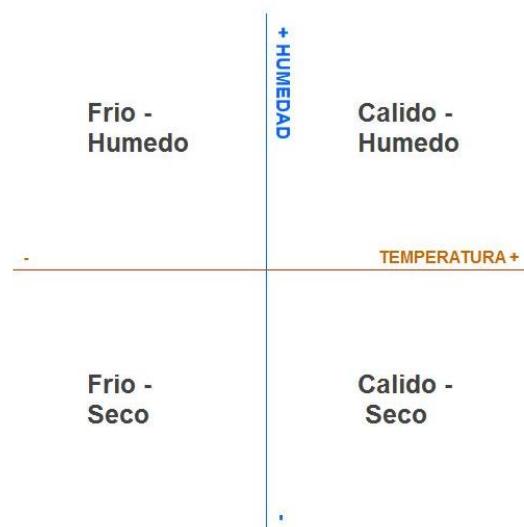 + HUMEDAD
Frio -
Humedo
Calido -
Humedo
-
TEMPERATURA +
Frio -
Seco
Calido -
Seco
-